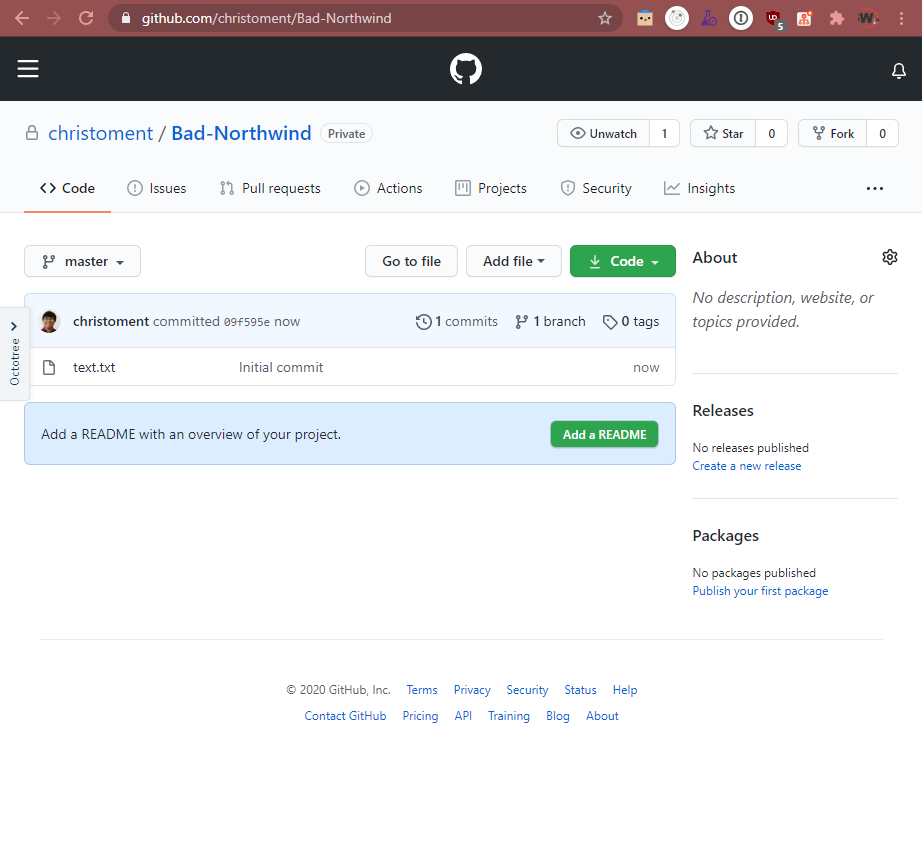 github.com/christoment/Bad-Northwind
5
christoment / Bad-Northwind Private
Unwatch 1 Star 0 Fork 0
Code Issues Pull requests Actions Projects Security Insights
master Go to file Add file Code
christoment committed 09f595e now 1 commits 1 branch 0 tags
text.txt Initial commit now
Octotree
Add a README with an overview of your project. Add a README
About
No description, website, or
topics provided.
Releases
No releases published
Create a new release
Packages
No packages published
Publish your first package
© 2020 GitHub, Inc. Terms Privacy Security Status Help
Contact GitHub Pricing API Training Blog About